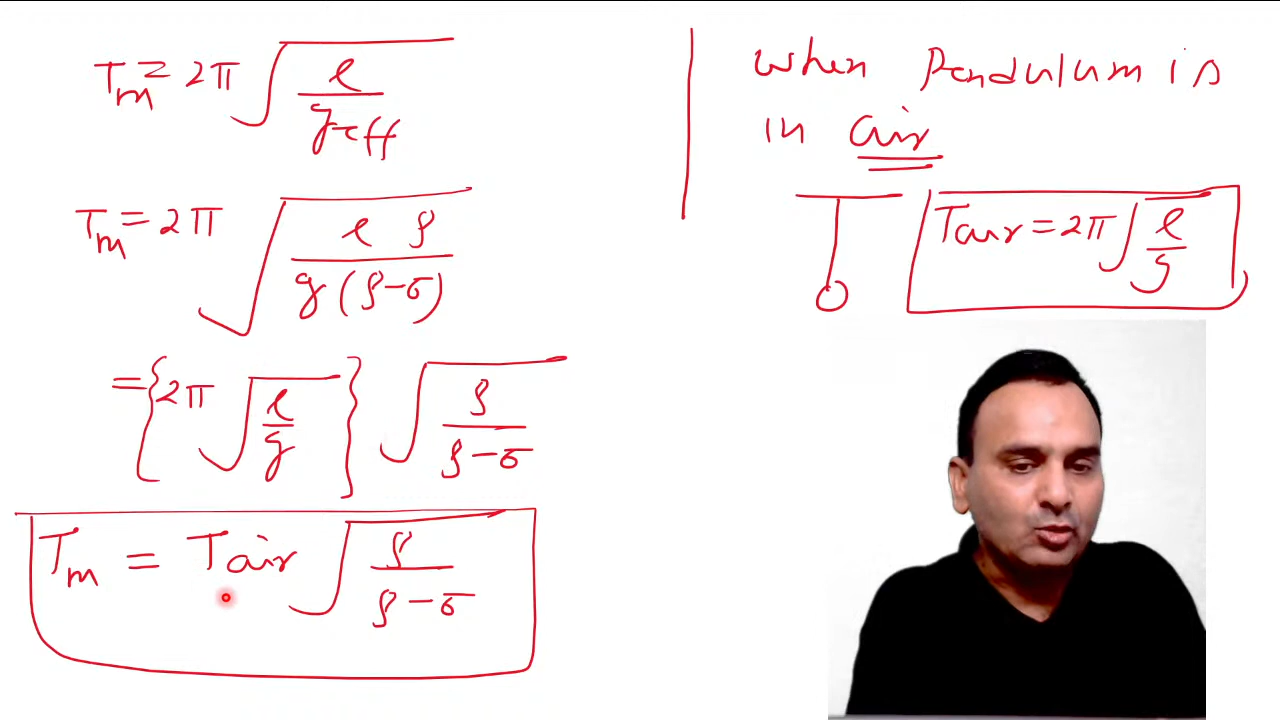 Tm = 2π √(l / geff)
Tm = 2π √(l ρ / g(ρ-σ))
= {2π √(l/g)} √(ρ / ρ-σ)
Tm = Tair √(ρ / ρ-σ)
when Pendulum is
in air
Tair = 2π √(l/g)